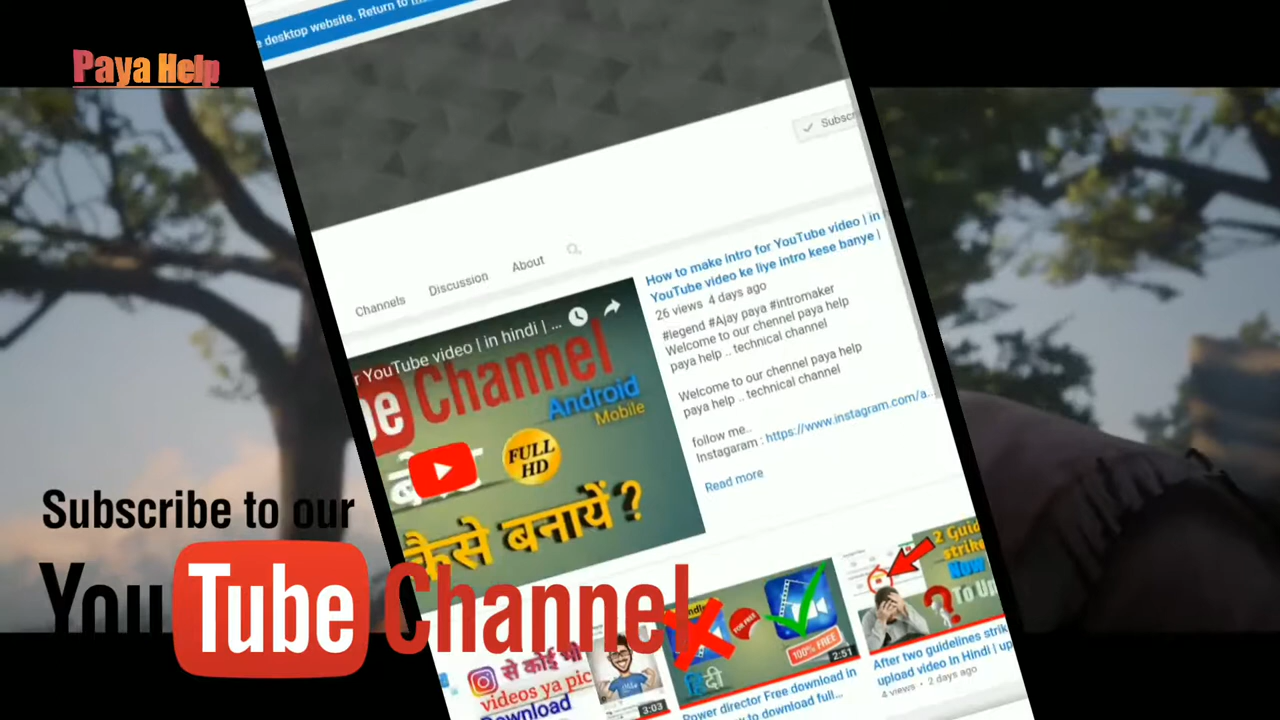 e desktop website. Return to
Paya Help
Subscr
Channels
Discussion
About
How to make intro for YouTube video | in h
YouTube video ke liye intro kese banye |
26 views 4 days ago
#legend #Ajay paya #intromaker
Welcome to our chennel paya help
paya help .. technical channel
Welcome to our chennel paya help
paya help .. technical channel
follow me..
Instagaram : https://www.instagram.com/a...
Read more
r YouTube video | in hindi | ...
be Channel
Android
Mobile
FULL
HD
कैसे बनायें ?
Subscribe to our
YouTube Channel
से कोई भी
videos ya pic
Download
3:03
FOR FREE
100% FREE
हिंदी
2:51
Power director Free download in
to download full...
2 Guid
strike
Now
To Up
After two guidelines strik
upload video In Hindi | up
4 views • 2 days ago